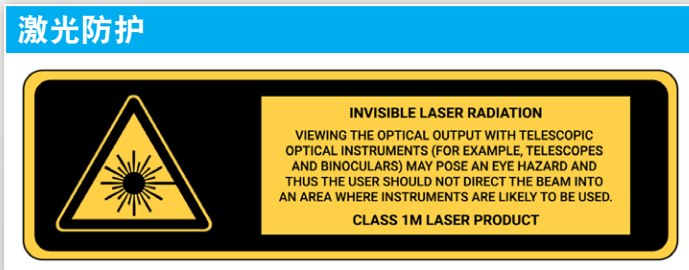 激光防护
INVISIBLE LASER RADIATION
VIEWING THE OPTICAL OUTPUT WITH TELESCOPIC
OPTICAL INSTRUMENTS (FOR EXAMPLE, TELESCOPES
AND BINOCULARS) MAY POSE AN EYE HAZARD AND
THUS THE USER SHOULD NOT DIRECT THE BEAM INTO
AN AREA WHERE INSTRUMENTS ARE LIKELY TO BE USED.
CLASS 1M LASER PRODUCT